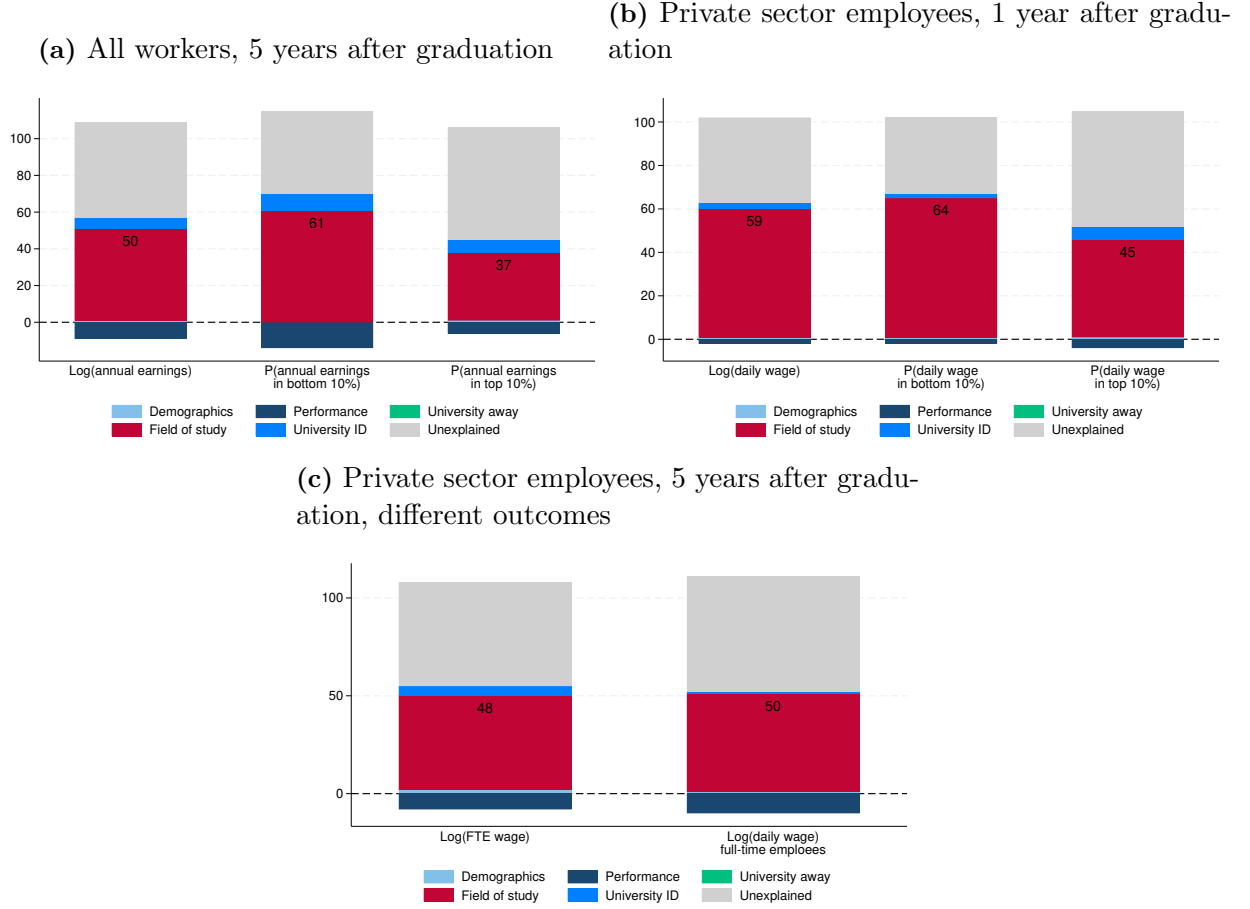 (a) All workers, 5 years after graduation
100
80
60
40
20
0
50
61
37
Log(annual earnings)
P(annual earnings
in bottom 10%)
P(annual earnings
in top 10%)
Demographics
Performance
University away
Field of study
University ID
Unexplained
(b) Private sector employees, 1 year after gradu-
ation
100
80
60
40
20
0
59
64
45
Log(daily wage)
P(daily wage
in bottom 10%)
P(daily wage
in top 10%)
Demographics
Performance
University away
Field of study
University ID
Unexplained
(c) Private sector employees, 5 years after gradu-
ation, different outcomes
100
50
0
48
50
Log(FTE wage)
Log(daily wage)
full-time emploees
Demographics
Performance
University away
Field of study
University ID
Unexplained